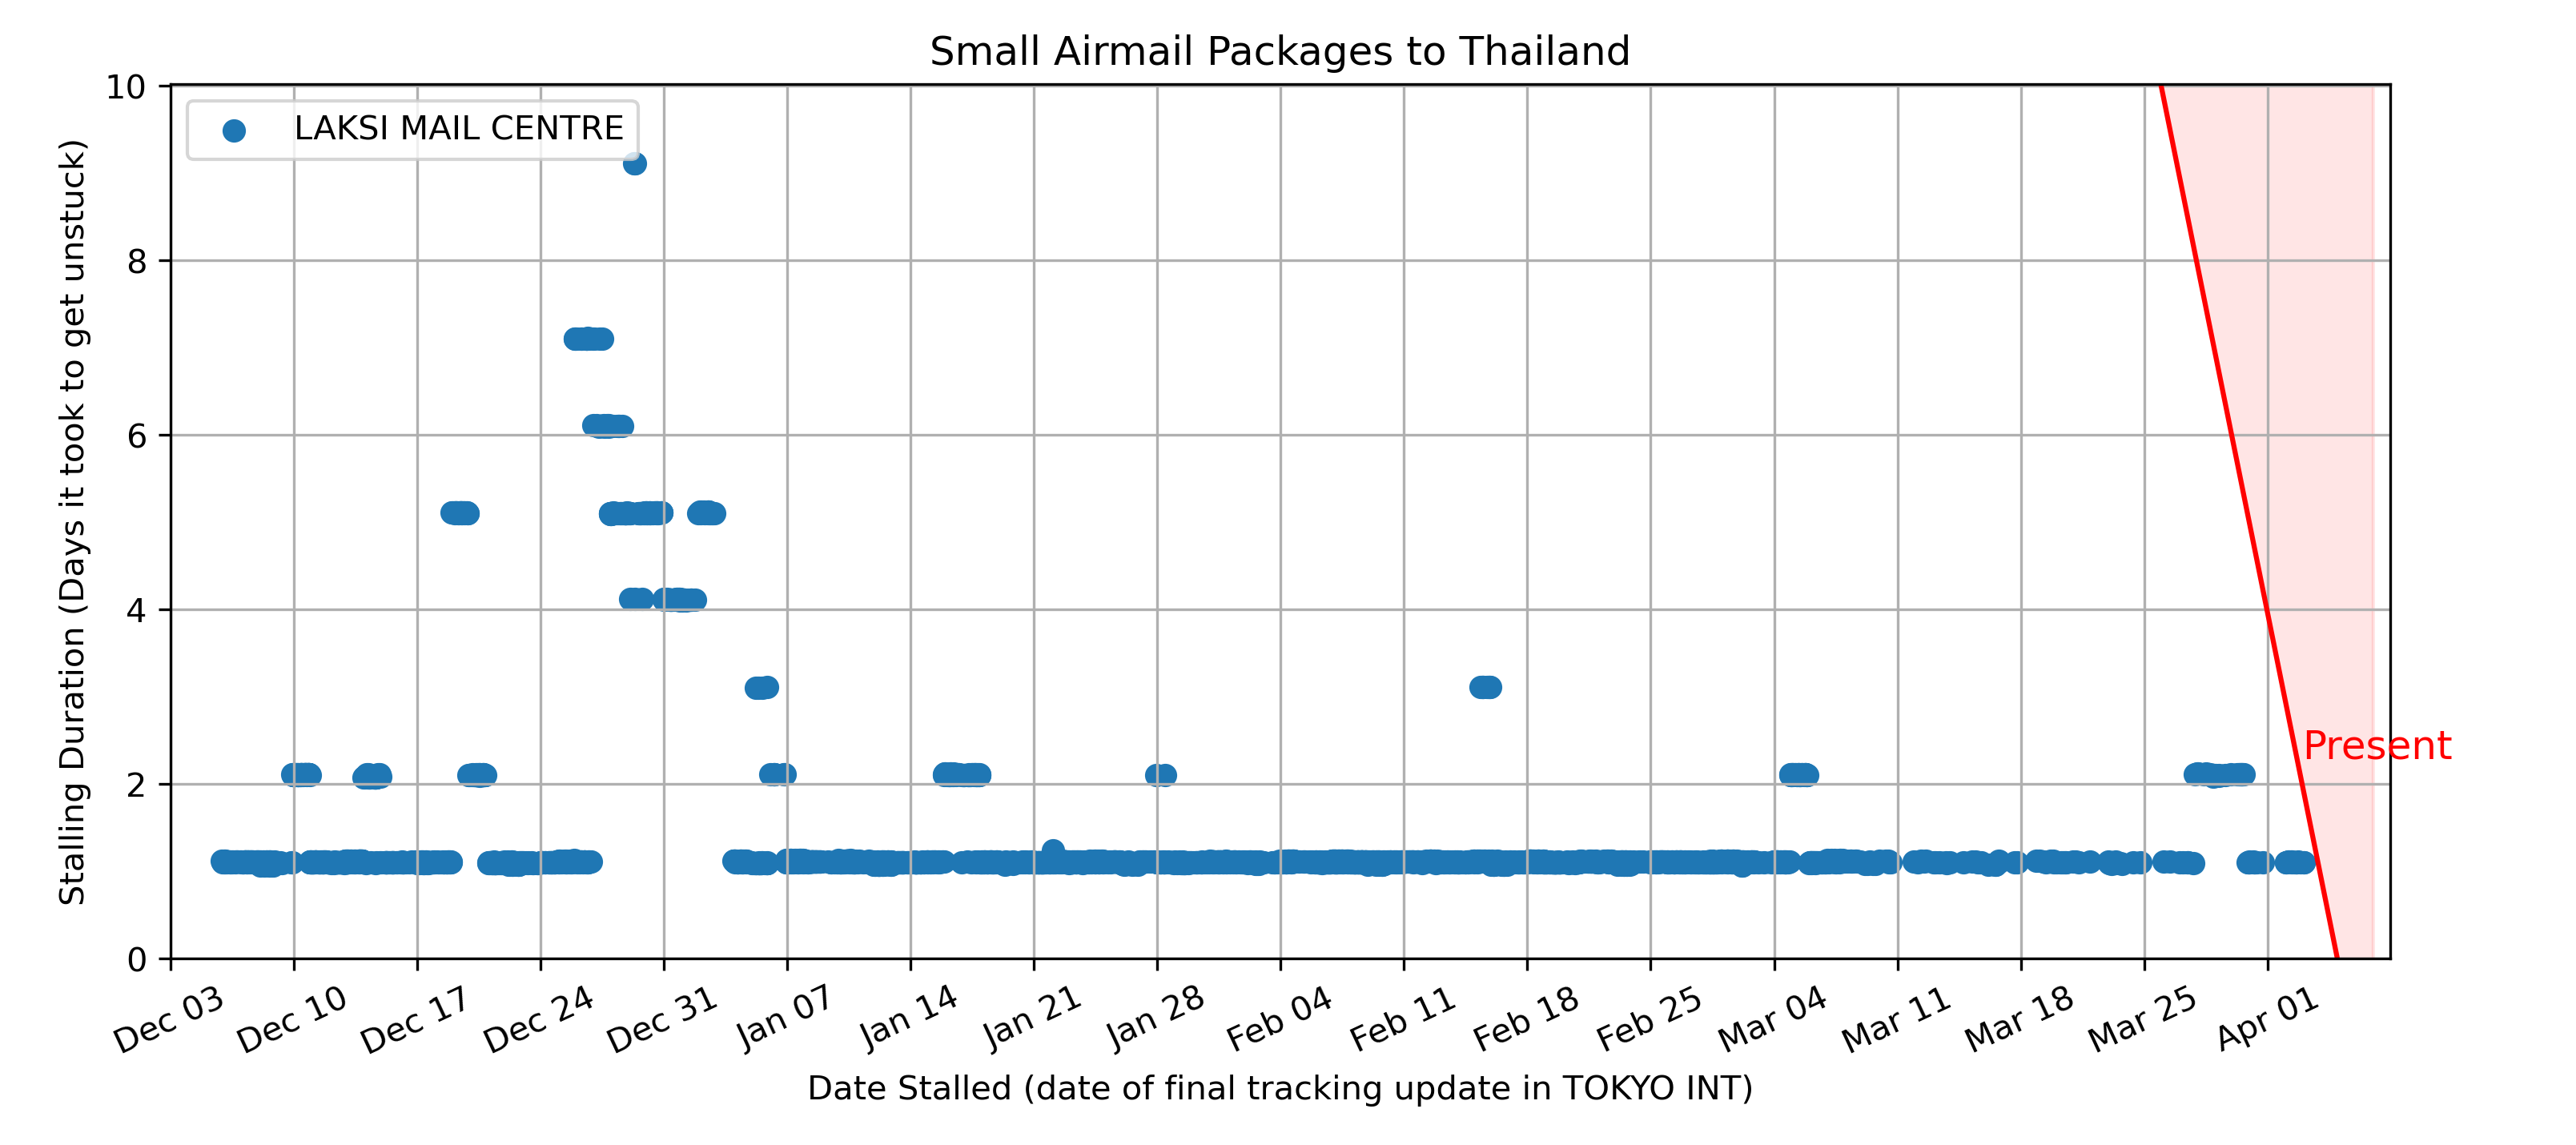 Small Airmail Packages to Thailand
LAKSI MAIL CENTRE
Stalling Duration (Days it took to get unstuck)
10
8
6
4
2
0
Present
Dec 03
Dec 10
Dec 17
Dec 24
Dec 31
Jan 07
Jan 14
Jan 21
Jan 28
Feb 04
Feb 11
Feb 18
Feb 25
Mar 04
Mar 11
Mar 18
Mar 25
Apr 01
Date Stalled (date of final tracking update in TOKYO INT)